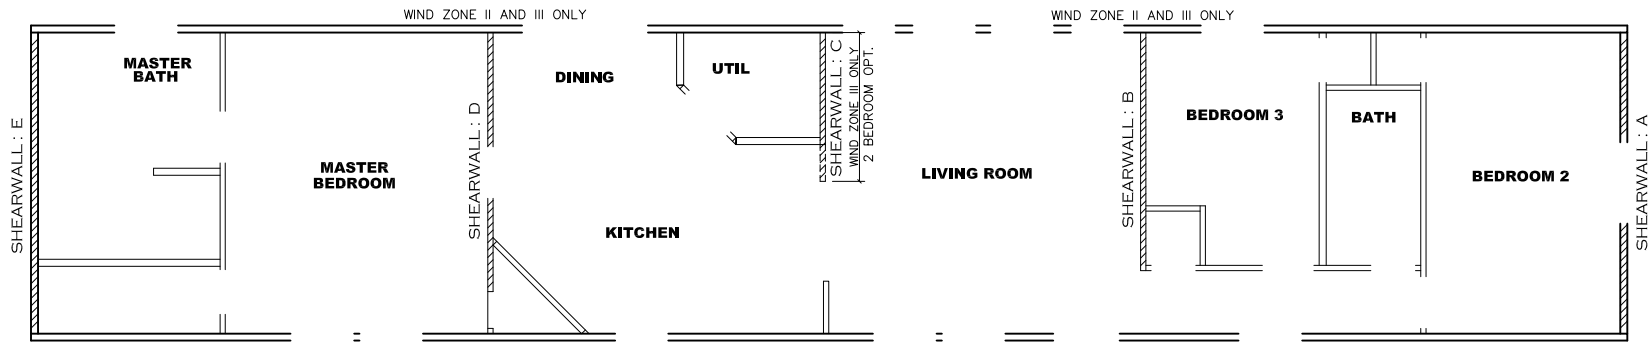 WIND ZONE II AND III ONLY
WIND ZONE II AND III ONLY
MASTER
BATH
DINING
UTIL
SHEARWALL: C
WIND ZONE III ONLY
2 BEDROOM OPT.
SHEARWALL: E
SHEARWALL: D
SHEARWALL: B
SHEARWALL: A
BEDROOM 3
BATH
MASTER
BEDROOM
LIVING ROOM
BEDROOM 2
KITCHEN